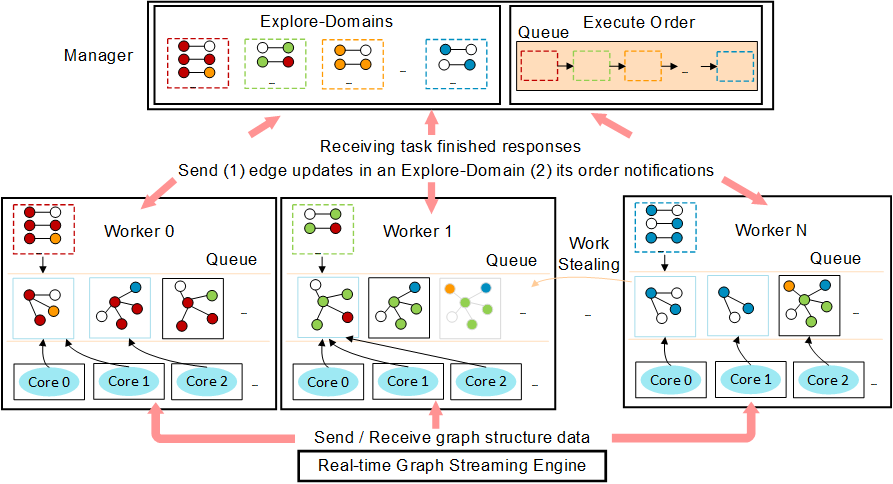 Explore-Domains
Execute Order
Manager
Queue
Receiving task finished responses
Send (1) edge updates in an Explore-Domain (2) its order notifications
Worker 0
Worker 1
Worker N
Queue
Queue
Work
Stealing
Queue
Core 0
Core 1
Core 2
Core 0
Core 1
Core 2
Core 0
Core 1
Core 2
Send / Receive graph structure data
Real-time Graph Streaming Engine